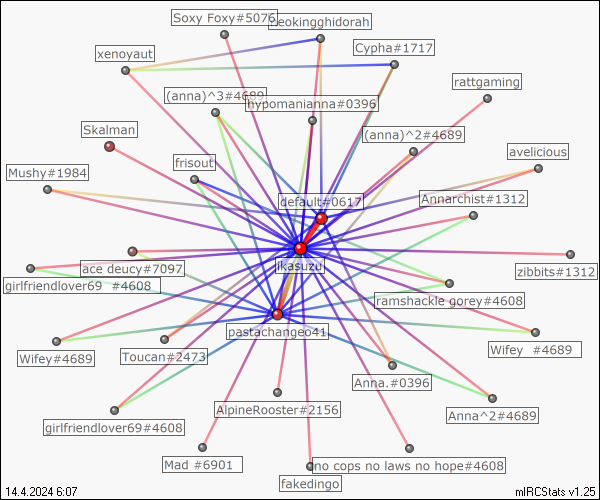 Soxy Foxy#5076
neokingghidorah
Cypha#1717
xenoyaut
rattgaming
(anna)^3#4689
hypomanianna#0396
(anna)^2#4689
Skalman
avelicious
frisout
Mushy#1984
default#0617
Annarchist#1312
ikasuzu
ace deucy#7097
zibbits#1312
girlfriendlover69 #4608
ramshackle gorey#4608
pastachangeo41
Wifey#4689
Toucan#2473
Wifey #4689
Anna.#0396
AlpineRooster#2156
Anna^2#4689
girlfriendlover69#4608
Mad #6901
no cops no laws no hope#4608
fakedingo
14.4.2024 6:07
mIRCStats v1.25